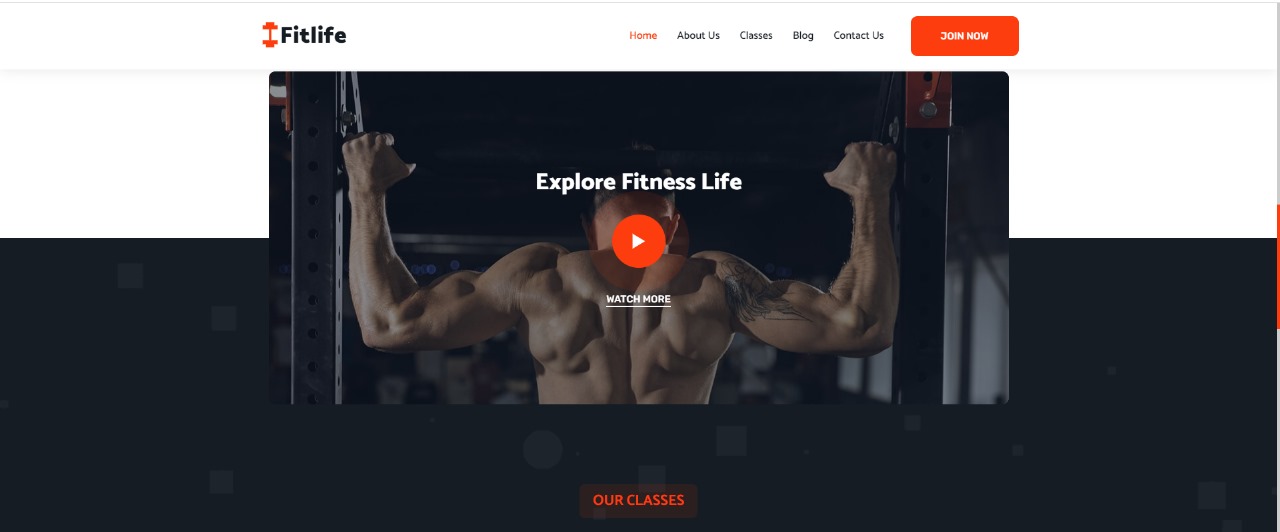 Fitlife
Home About Us Classes Blog Contact Us JOIN NOW
Explore Fitness Life
WATCH MORE
OUR CLASSES